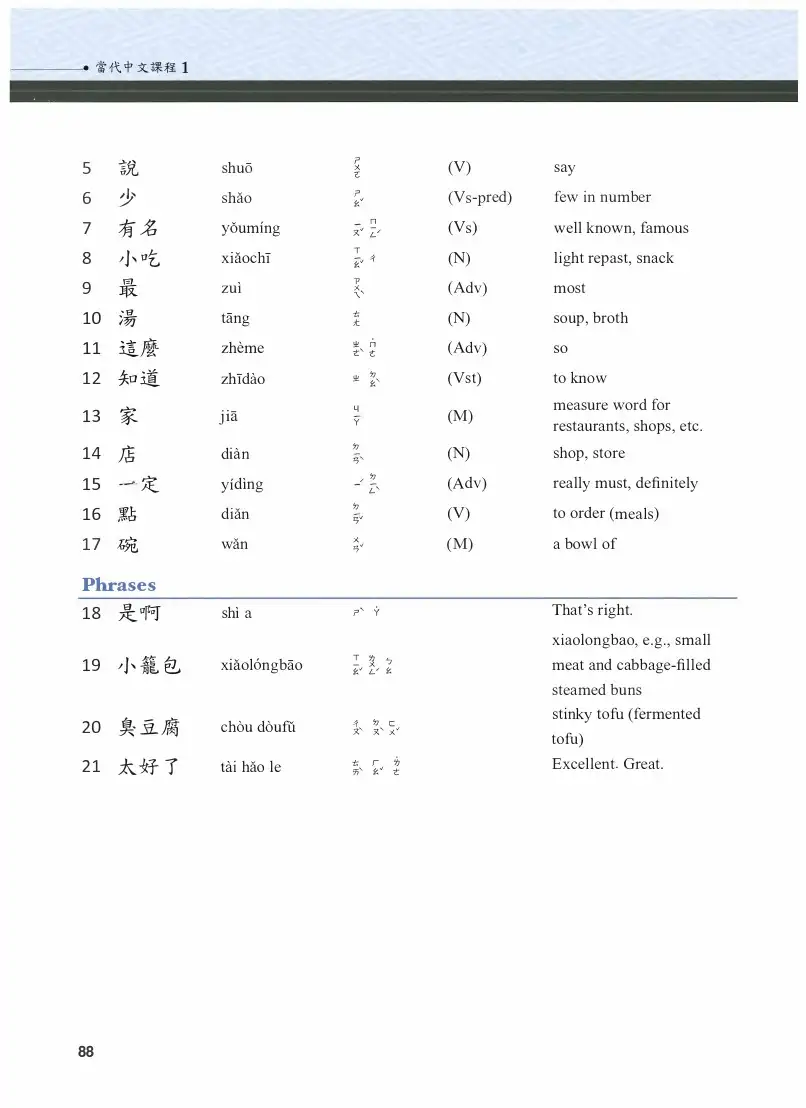 當代中文課程 1
5 說 shuō ㄕㄨㄛ (V) say
6 少 shǎo ㄕㄠˇ (Vs-pred) few in number
7 有名 yǒumíng ㄧㄡˇ ㄇㄧㄥˊ (Vs) well known, famous
8 小吃 xiǎochī ㄒㄧㄠˇ ㄔ (N) light repast, snack
9 最 zuì ㄗㄨㄟˋ (Adv) most
10 湯 tāng ㄊㄤ (N) soup, broth
11 這麼 zhème ㄓㄜˋ ˙ㄇㄜ (Adv) so
12 知道 zhīdào ㄓ ㄉㄠˋ (Vst) to know
13 家 jiā ㄐㄧㄚ (M) measure word for
restaurants, shops, etc.
14 店 diàn ㄉㄧㄢˋ (N) shop, store
15 一定 yídìng ㄧˊ ㄉㄧㄥˋ (Adv) really must, definitely
16 點 diǎn ㄉㄧㄢˇ (V) to order (meals)
17 碗 wǎn ㄨㄢˇ (M) a bowl of
Phrases
18 是啊 shì a ㄕˋ ˙ㄚ That’s right.
19 小籠包 xiǎolóngbāo ㄒㄧㄠˇ ㄌㄨㄥˊ ㄅㄠ xiaolongbao, e.g., small
meat and cabbage-filled
steamed buns
20 臭豆腐 chòu dòufǔ ㄔㄡˋ ㄉㄡˋ ㄈㄨˇ stinky tofu (fermented
tofu)
21 太好了 tài hǎo le ㄊㄞˋ ㄏㄠˇ ˙ㄌㄜ Excellent. Great.
88